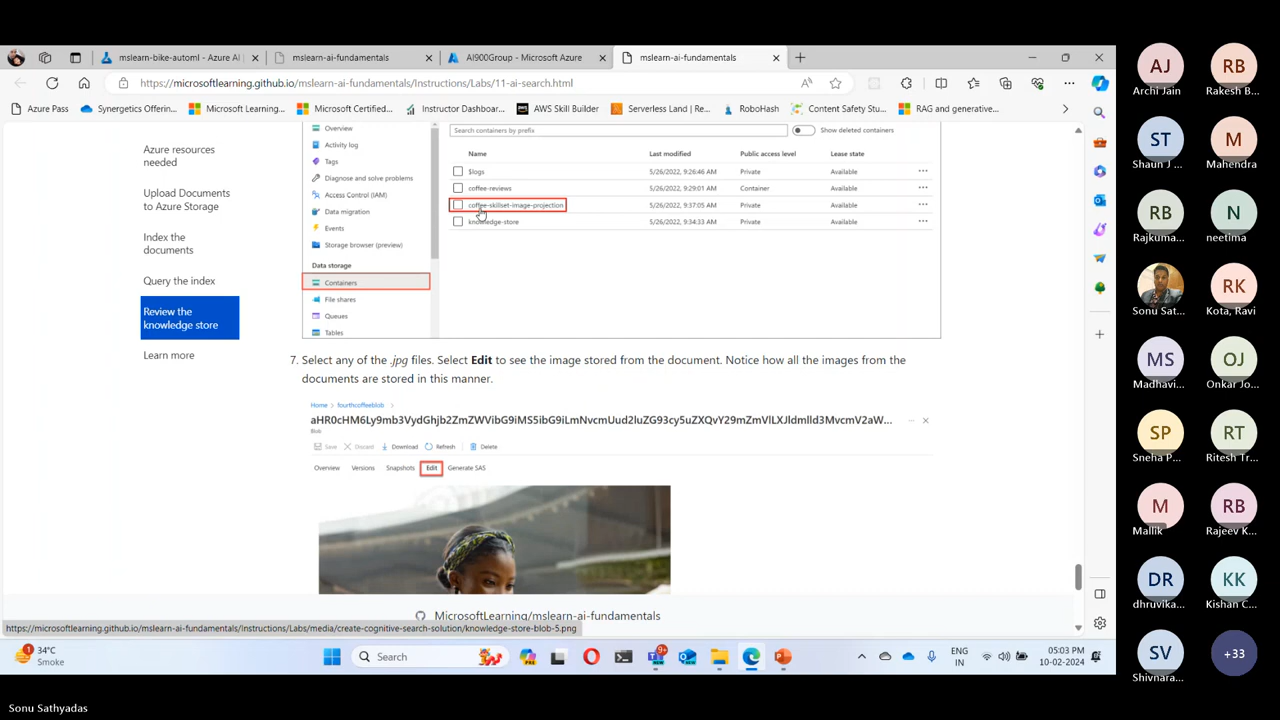 mslearn-bike-automl - Azure AI |
mslearn-ai-fundamentals
AI900Group - Microsoft Azure
mslearn-ai-fundamentals
https://microsoftlearning.github.io/mslearn-ai-fundamentals/Instructions/Labs/11-ai-search.html
Azure Pass
Synergetics Offerin...
Microsoft Learning...
Microsoft Certified...
Instructor Dashboar...
AWS Skill Builder
Serverless Land | Re...
RoboHash
Content Safety Stu...
RAG and generative...
Azure resources
needed
Upload Documents
to Azure Storage
Index the
documents
Query the index
Review the
knowledge store
Learn more
Overview
Activity log
Tags
Diagnose and solve problems
Access Control (IAM)
Data migration
Events
Storage browser (preview)
Data storage
Containers
File shares
Queues
Tables
Search containers by prefix
Show deleted containers
Name Last modified Public access level Lease state
$logs 5/26/2022, 9:26:46 AM Private Available
coffee-reviews 5/26/2022, 9:29:01 AM Container Available
coffee-skillset-image-projection 5/26/2022, 9:37:05 AM Private Available
knowledge-store 5/26/2022, 9:34:33 AM Private Available
7. Select any of the .jpg files. Select Edit to see the image stored from the document. Notice how all the images from the
documents are stored in this manner.
Home > fourthcoffeeblob >
Blob
Save Discard Download Refresh Delete
Overview Versions Snapshots Edit Generate SAS
MicrosoftLearning/mslearn-ai-fundamentals
https://microsoftlearning.github.io/mslearn-ai-fundamentals/Instructions/Labs/media/create-cognitive-search-solution/knowledge-store-blob-5.png
1
34°C
Smoke
Search
9+
ENG
IN
05:03 PM
10-02-2024
AJ
Archi Jain
RB
Rakesh B...
ST
Shaun J ...
M
Mahendra
RB
Rajkuma...
N
neetima
Sonu Sat...
RK
Kota, Ravi
MS
Madhavi...
OJ
Onkar Jo...
SP
Sneha P...
RT
Ritesh Tr...
M
Mallik
RB
Rajeev K...
DR
dhruvika...
KK
Kishan C...
SV
Shivnara...
+33
Sonu Sathyadas